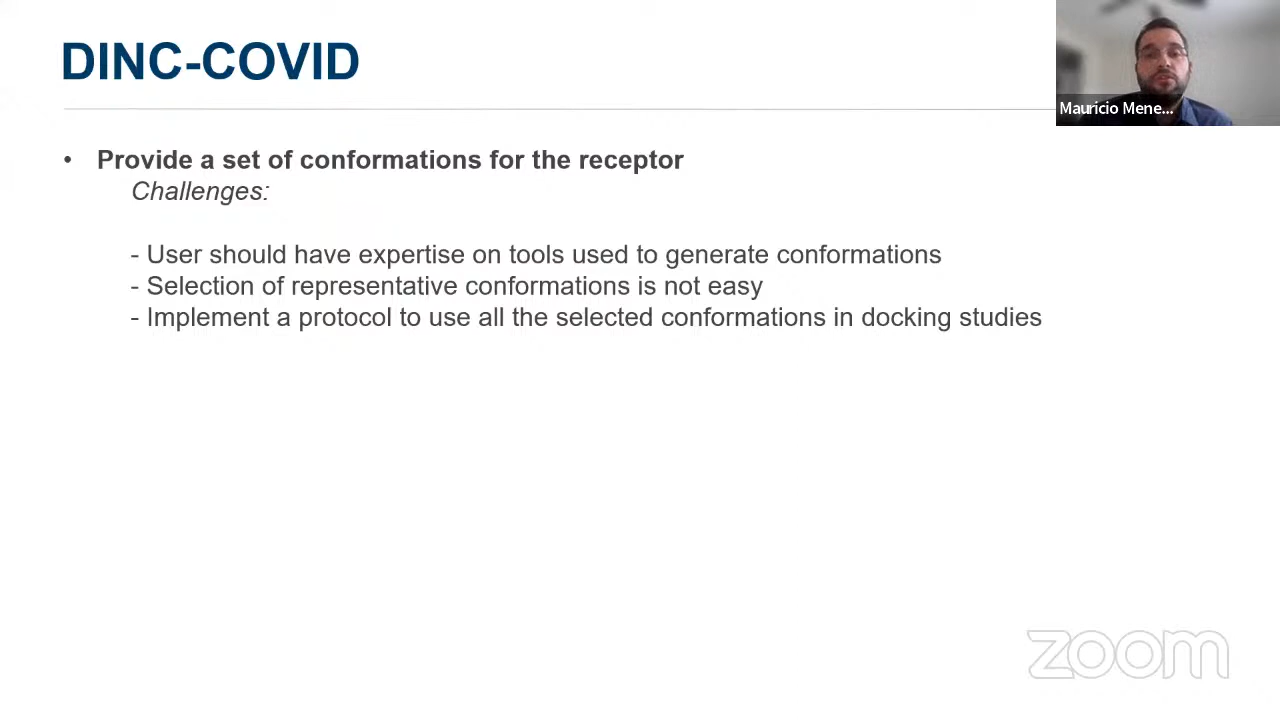 DINC-COVID
Mauricio Mene...
• Provide a set of conformations for the receptor
Challenges:
- User should have expertise on tools used to generate conformations
- Selection of representative conformations is not easy
- Implement a protocol to use all the selected conformations in docking studies
zoom